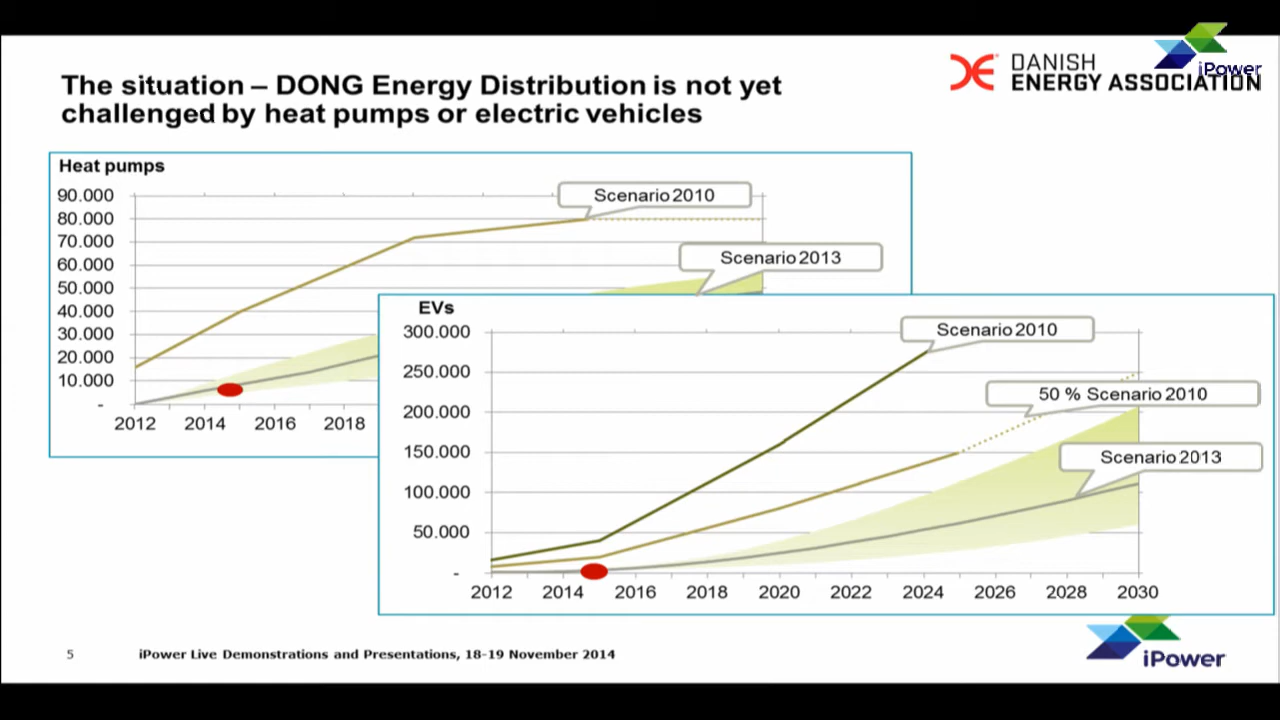 The situation – DONG Energy Distribution is not yet
challenged by heat pumps or electric vehicles
DANISH
ENERGY ASSOCIATION
iPower
Heat pumps
90.000
80.000
70.000
60.000
50.000
40.000
30.000
20.000
10.000
-
2012 2014 2016 2018
Scenario 2010
Scenario 2013
EVs
300.000
250.000
200.000
150.000
100.000
50.000
-
2012 2014 2016 2018 2020 2022 2024 2026 2028 2030
Scenario 2010
50 % Scenario 2010
Scenario 2013
5
iPower Live Demonstrations and Presentations, 18-19 November 2014
iPower